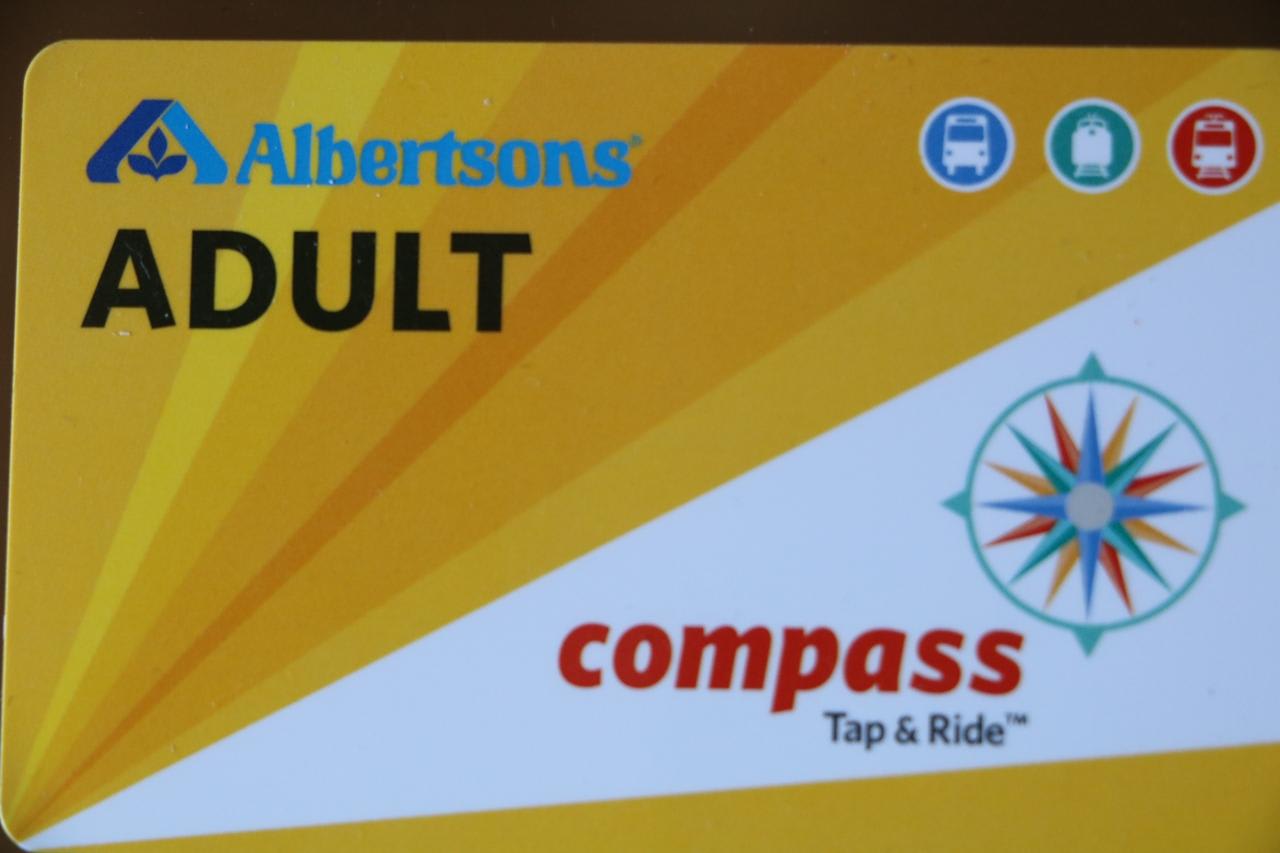 Albertsons®
ADULT
compass
Tap & Ride™